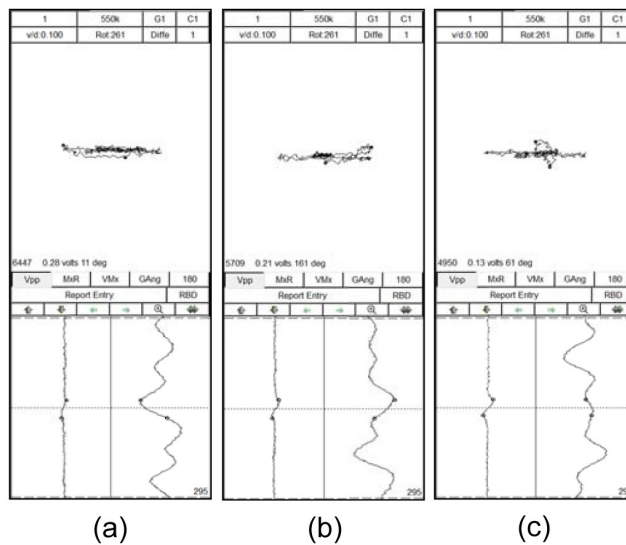 1 550k G1 C1
v/d:0.100 Rot:261 Diffe 1
6447 0.28 volts 11 deg
Vpp MxR VMx GAng 180
Report Entry RBD
295
(a)
1 550k G1 C1
v/d:0.100 Rot:261 Diffe 1
5709 0.21 volts 161 deg
Vpp MxR VMx GAng 180
Report Entry RBD
295
(b)
1 550k G1 C1
v/d:0.100 Rot:261 Diffe 1
4950 0.13 volts 61 deg
Vpp MxR VMx GAng 180
Report Entry RBD
295
(c)